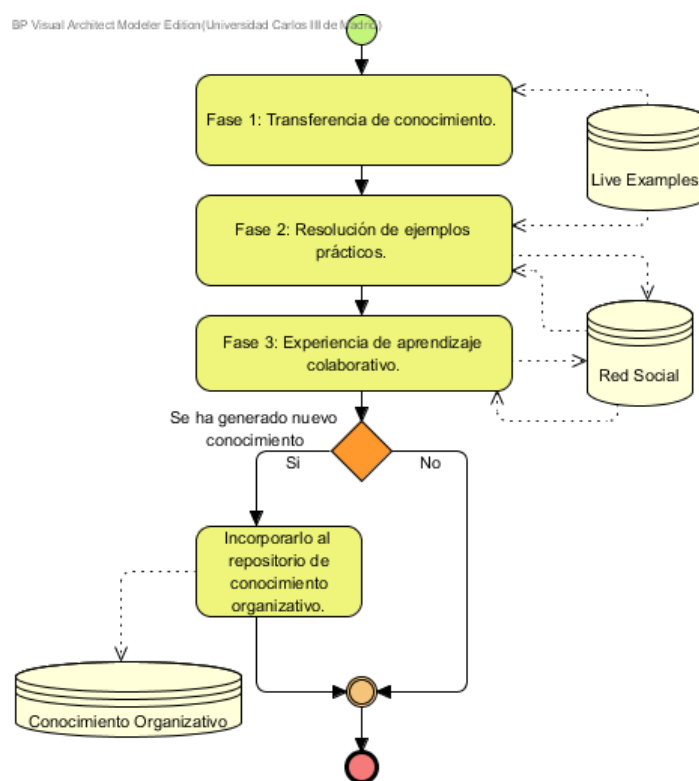 BP Visual Architect Modeler Edition(Universidad Carlos III de Madrid)
Fase 1: Transferencia de conocimiento.
Live Examples
Fase 2: Resolución de ejemplos
prácticos.
Fase 3: Experiencia de aprendizaje
colaborativo.
Red Social
Se ha generado nuevo
conocimiento
Si
No
Incorporarlo al
repositorio de
conocimiento
organizativo.
Conocimiento Organizativo